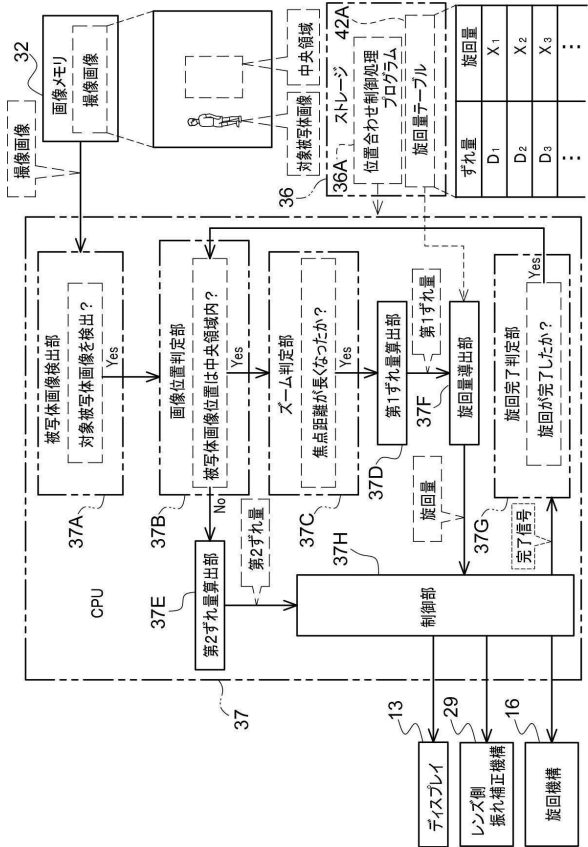 CPU
37
37A
被写体画像検出部
対象被写体画像を検出？
Yes
37B
画像位置判定部
被写体画像位置は中央領域内？
No
Yes
37C
ズーム判定部
焦点距離が長くなったか？
Yes
37D
第1ずれ量算出部
第1ずれ量
37E
第2ずれ量算出部
第2ずれ量
37F
旋回量導出部
旋回量
37G
旋回完了判定部
旋回が完了したか？
Yes
完了信号
37H
制御部
13
ディスプレイ
29
レンズ側
振れ補正機構
16
旋回機構
撮像画像
32
画像メモリ
撮像画像
対象被写体画像
中央領域
36
ストレージ
36A
位置合わせ制御処理
プログラム
42A
旋回量テーブル
ずれ量 旋回量
D1 X1
D2 X2
D3 X3
⋮ ⋮